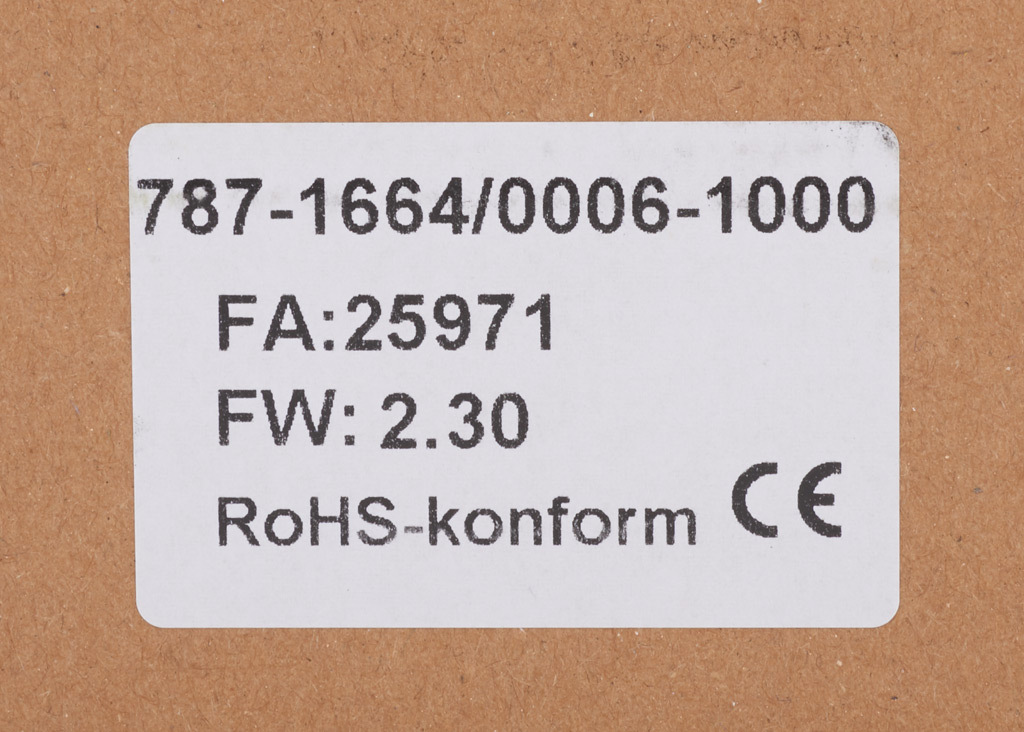 787-1664/0006-1000
FA:25971
FW: 2.30
RoHS-konform CE